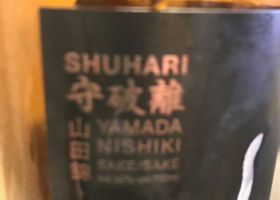 SHUHARI
守破離
山田錦
YAMADA
NISHIKI
SAKE/SAKE